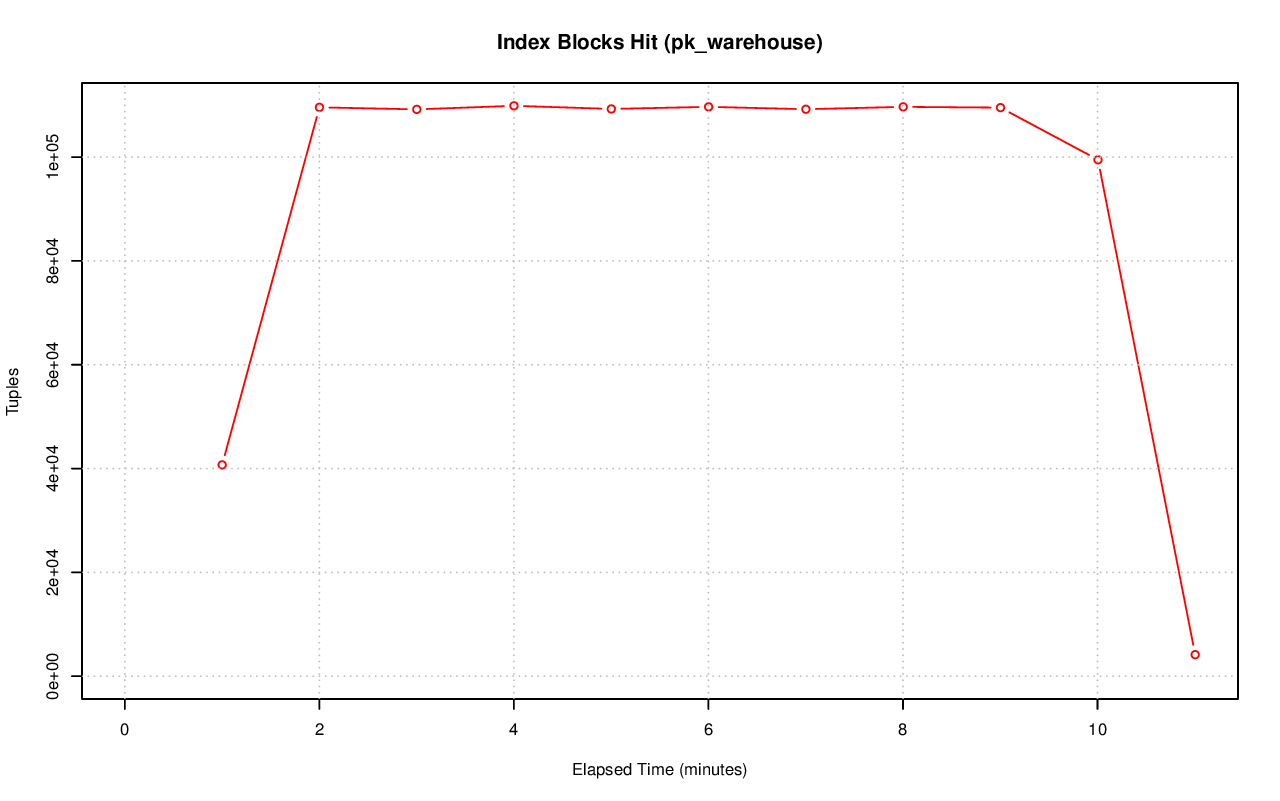 Index Blocks Hit (pk_warehouse)
Tuples
1e+05
8e+04
6e+04
4e+04
2e+04
0e+00
0 2 4 6 8 10
Elapsed Time (minutes)